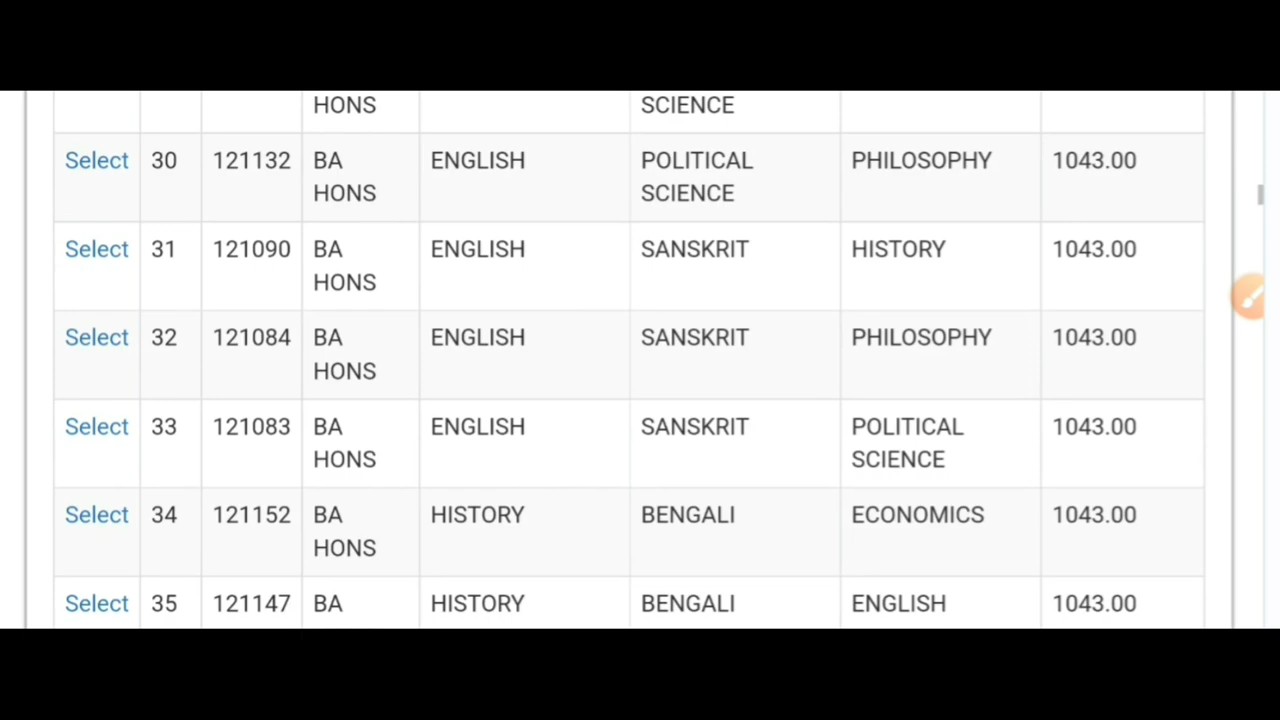 HONS SCIENCE
Select 30 121132 BA ENGLISH POLITICAL PHILOSOPHY 1043.00
HONS SCIENCE
Select 31 121090 BA ENGLISH SANSKRIT HISTORY 1043.00
HONS
Select 32 121084 BA ENGLISH SANSKRIT PHILOSOPHY 1043.00
HONS
Select 33 121083 BA ENGLISH SANSKRIT POLITICAL 1043.00
HONS SCIENCE
Select 34 121152 BA HISTORY BENGALI ECONOMICS 1043.00
HONS
Select 35 121147 BA HISTORY BENGALI ENGLISH 1043.00